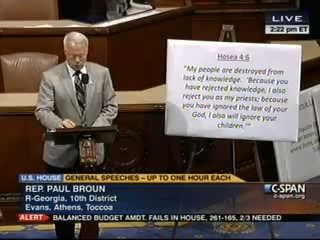 LIVE
2:22 pm ET
Hosea 4:6
"My people are destroyed from
lack of knowledge. 'Because you
have rejected knowledge, I also
reject you as my priests; because
you have ignored the law of your
God, I also will ignore your
children.'"
U.S. HOUSE GENERAL SPEECHES – UP TO ONE HOUR EACH
REP. PAUL BROUN
R-Georgia, 10th District
Evans, Athens, Toccoa
C-SPAN
c-span.org
ALERT BALANCED BUDGET AMDT. FAILS IN HOUSE, 261-165, 2/3 NEEDED